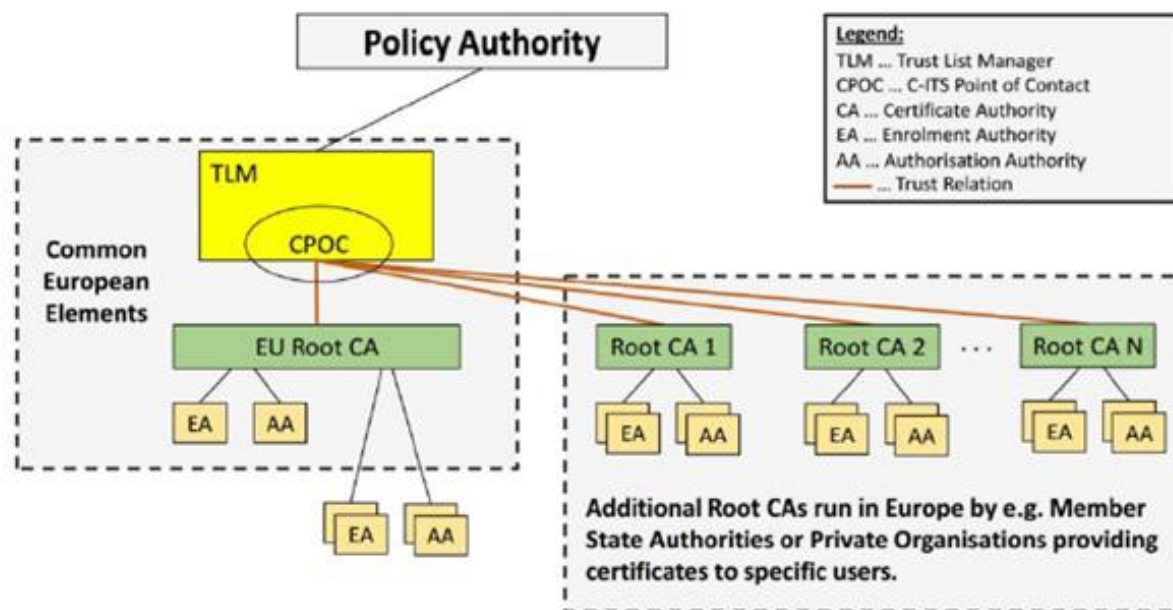 Policy Authority
Legend:
TLM ... Trust List Manager
CPOC ... C-ITS Point of Contact
CA ... Certificate Authority
EA ... Enrolment Authority
AA ... Authorisation Authority
... Trust Relation
TLM
CPOC
Common
European
Elements
EU Root CA
Root CA 1
Root CA 2
...
Root CA N
EA
AA
EA
AA
EA
AA
EA
AA
EA
AA
Additional Root CAs run in Europe by e.g. Member
State Authorities or Private Organisations providing
certificates to specific users.